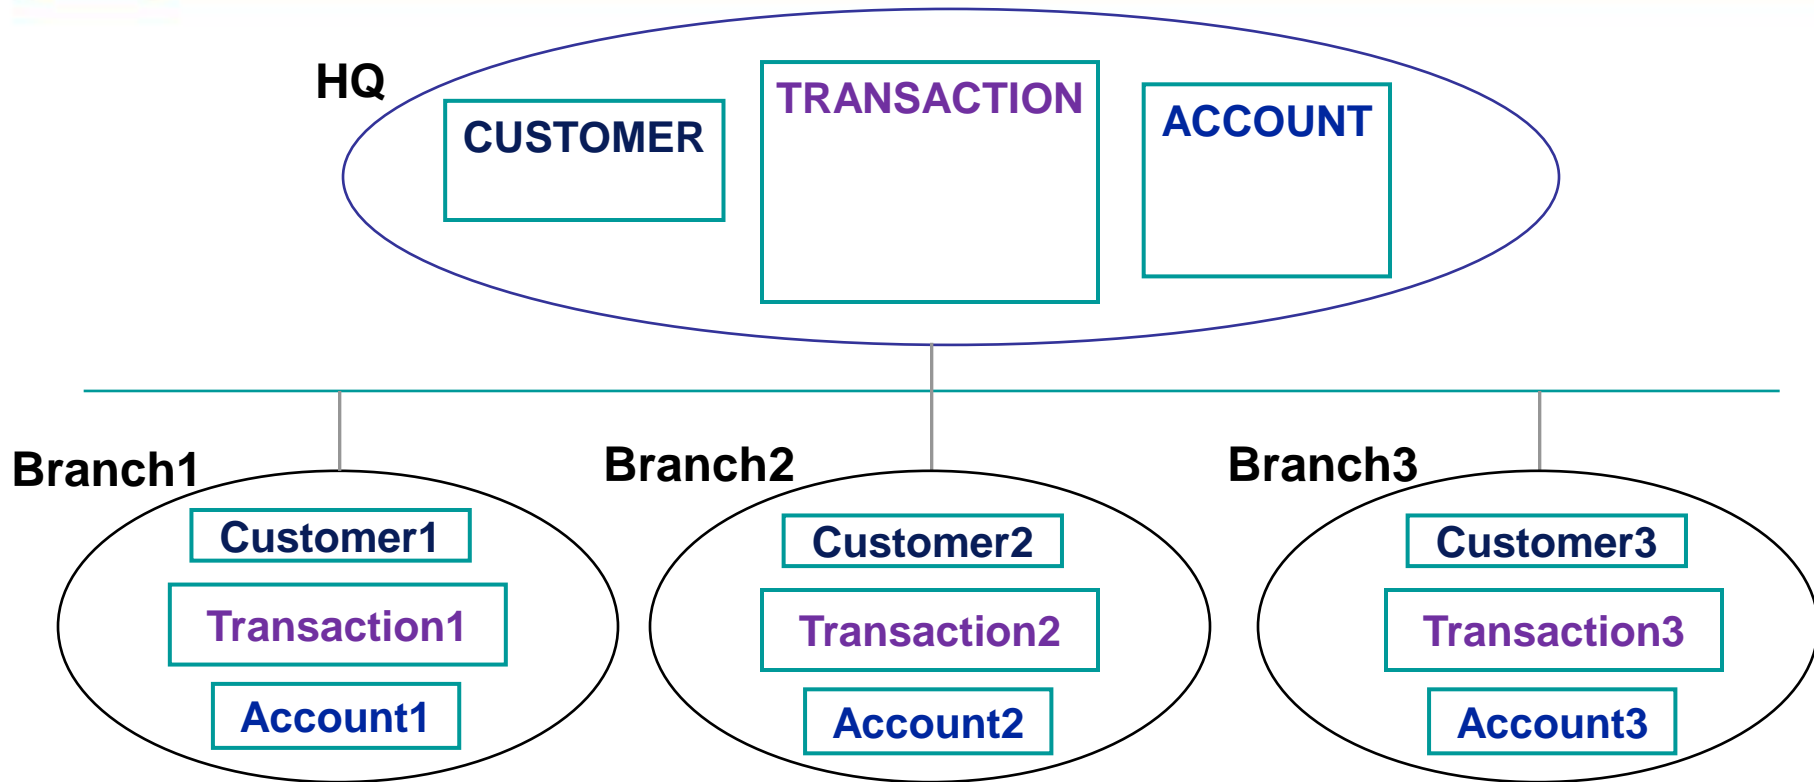 HQ
CUSTOMER
TRANSACTION
ACCOUNT
Branch1
Customer1
Transaction1
Account1
Branch2
Customer2
Transaction2
Account2
Branch3
Customer3
Transaction3
Account3